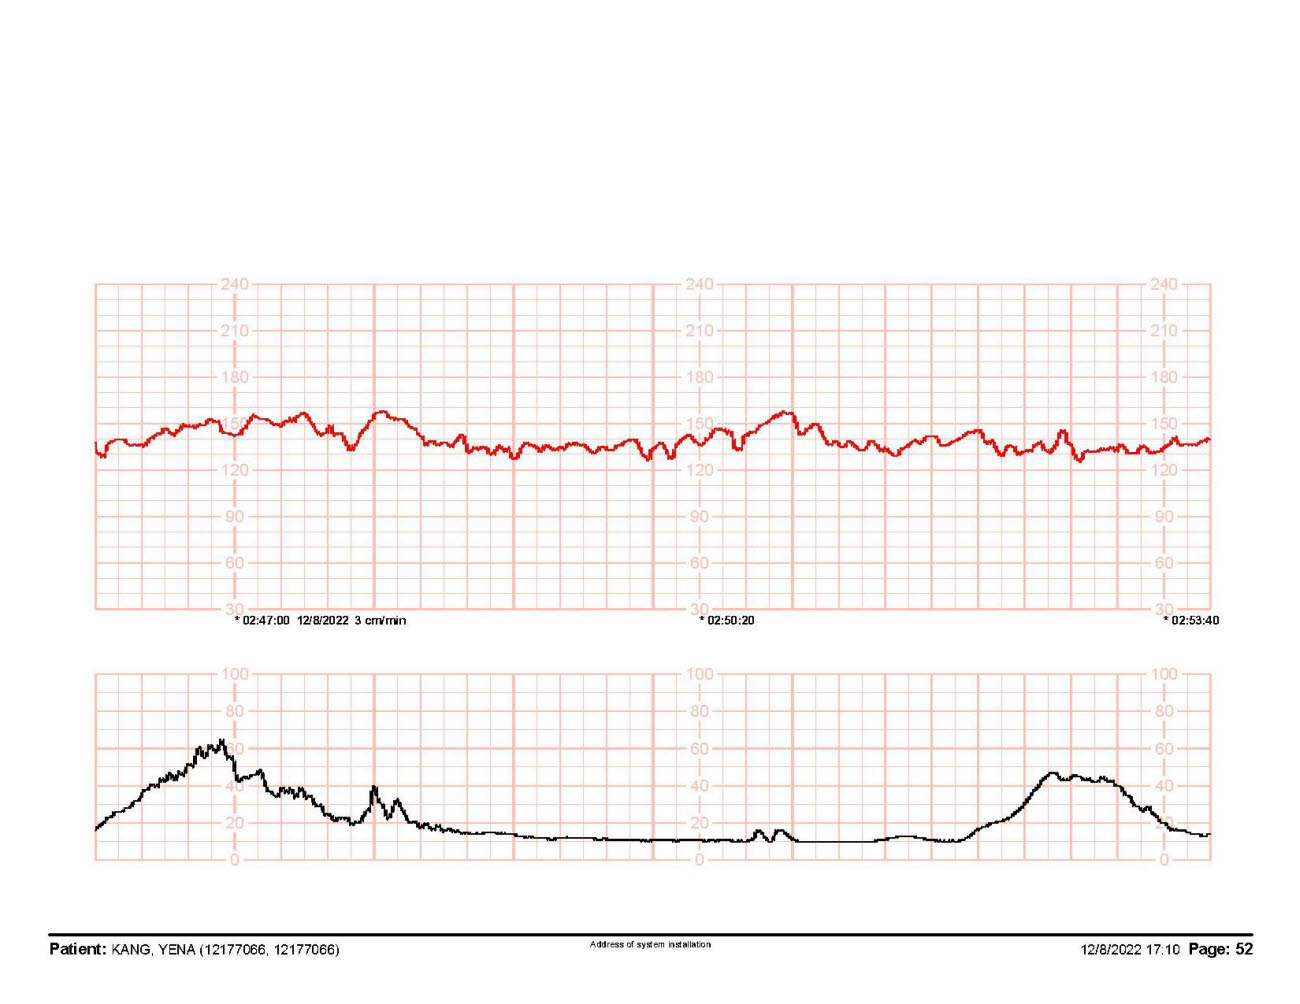 240 240 240
210 210 210
180 180 180
150 150 150
120 120 120
90 90 90
60 60 60
30 30 30
* 02:47:00 12/8/2022 3 cm/min * 02:50:20 * 02:53:40
100 100 100
80 80 80
60 60 60
40 40 40
20 20 20
0 0 0
Patient: KANG, YENA (12177066, 12177066) Address of system installation 12/8/2022 17:10 Page: 52